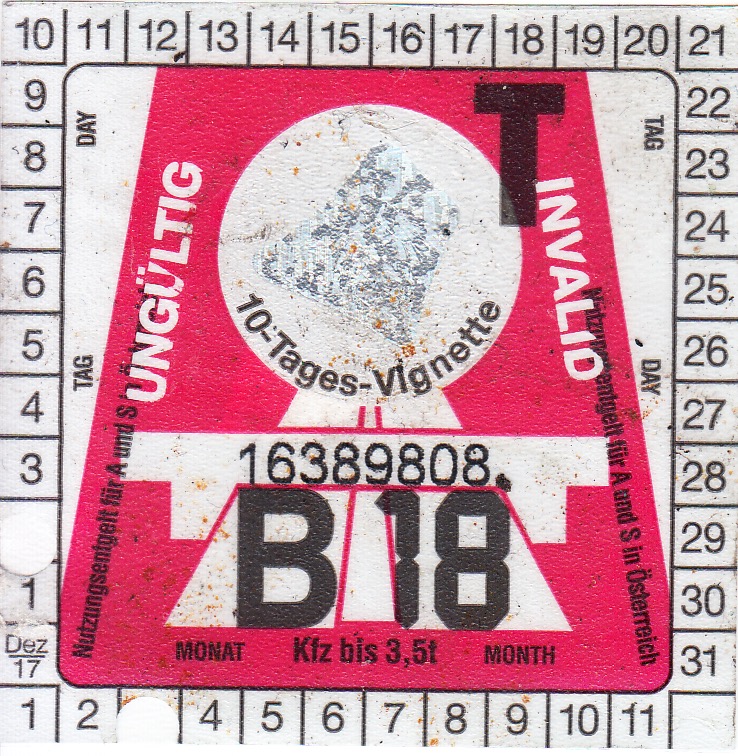 10 11 12 13 14 15 16 17 18 19 20 21
9
8
7
6
5
4
3
1
Dez
17
22
23
24
25
26
27
28
29
30
31
1 2 4 5 6 7 8 9 10 11
DAY
TAG
TAG
DAY
UNGÜLTIG
INVALID
T
10-Tages-Vignette
16389808
B 18
Nutzungsentgelt für A und S in
Nutzungsentgelt für A und S in Österreich
MONAT Kfz bis 3,5t MONTH